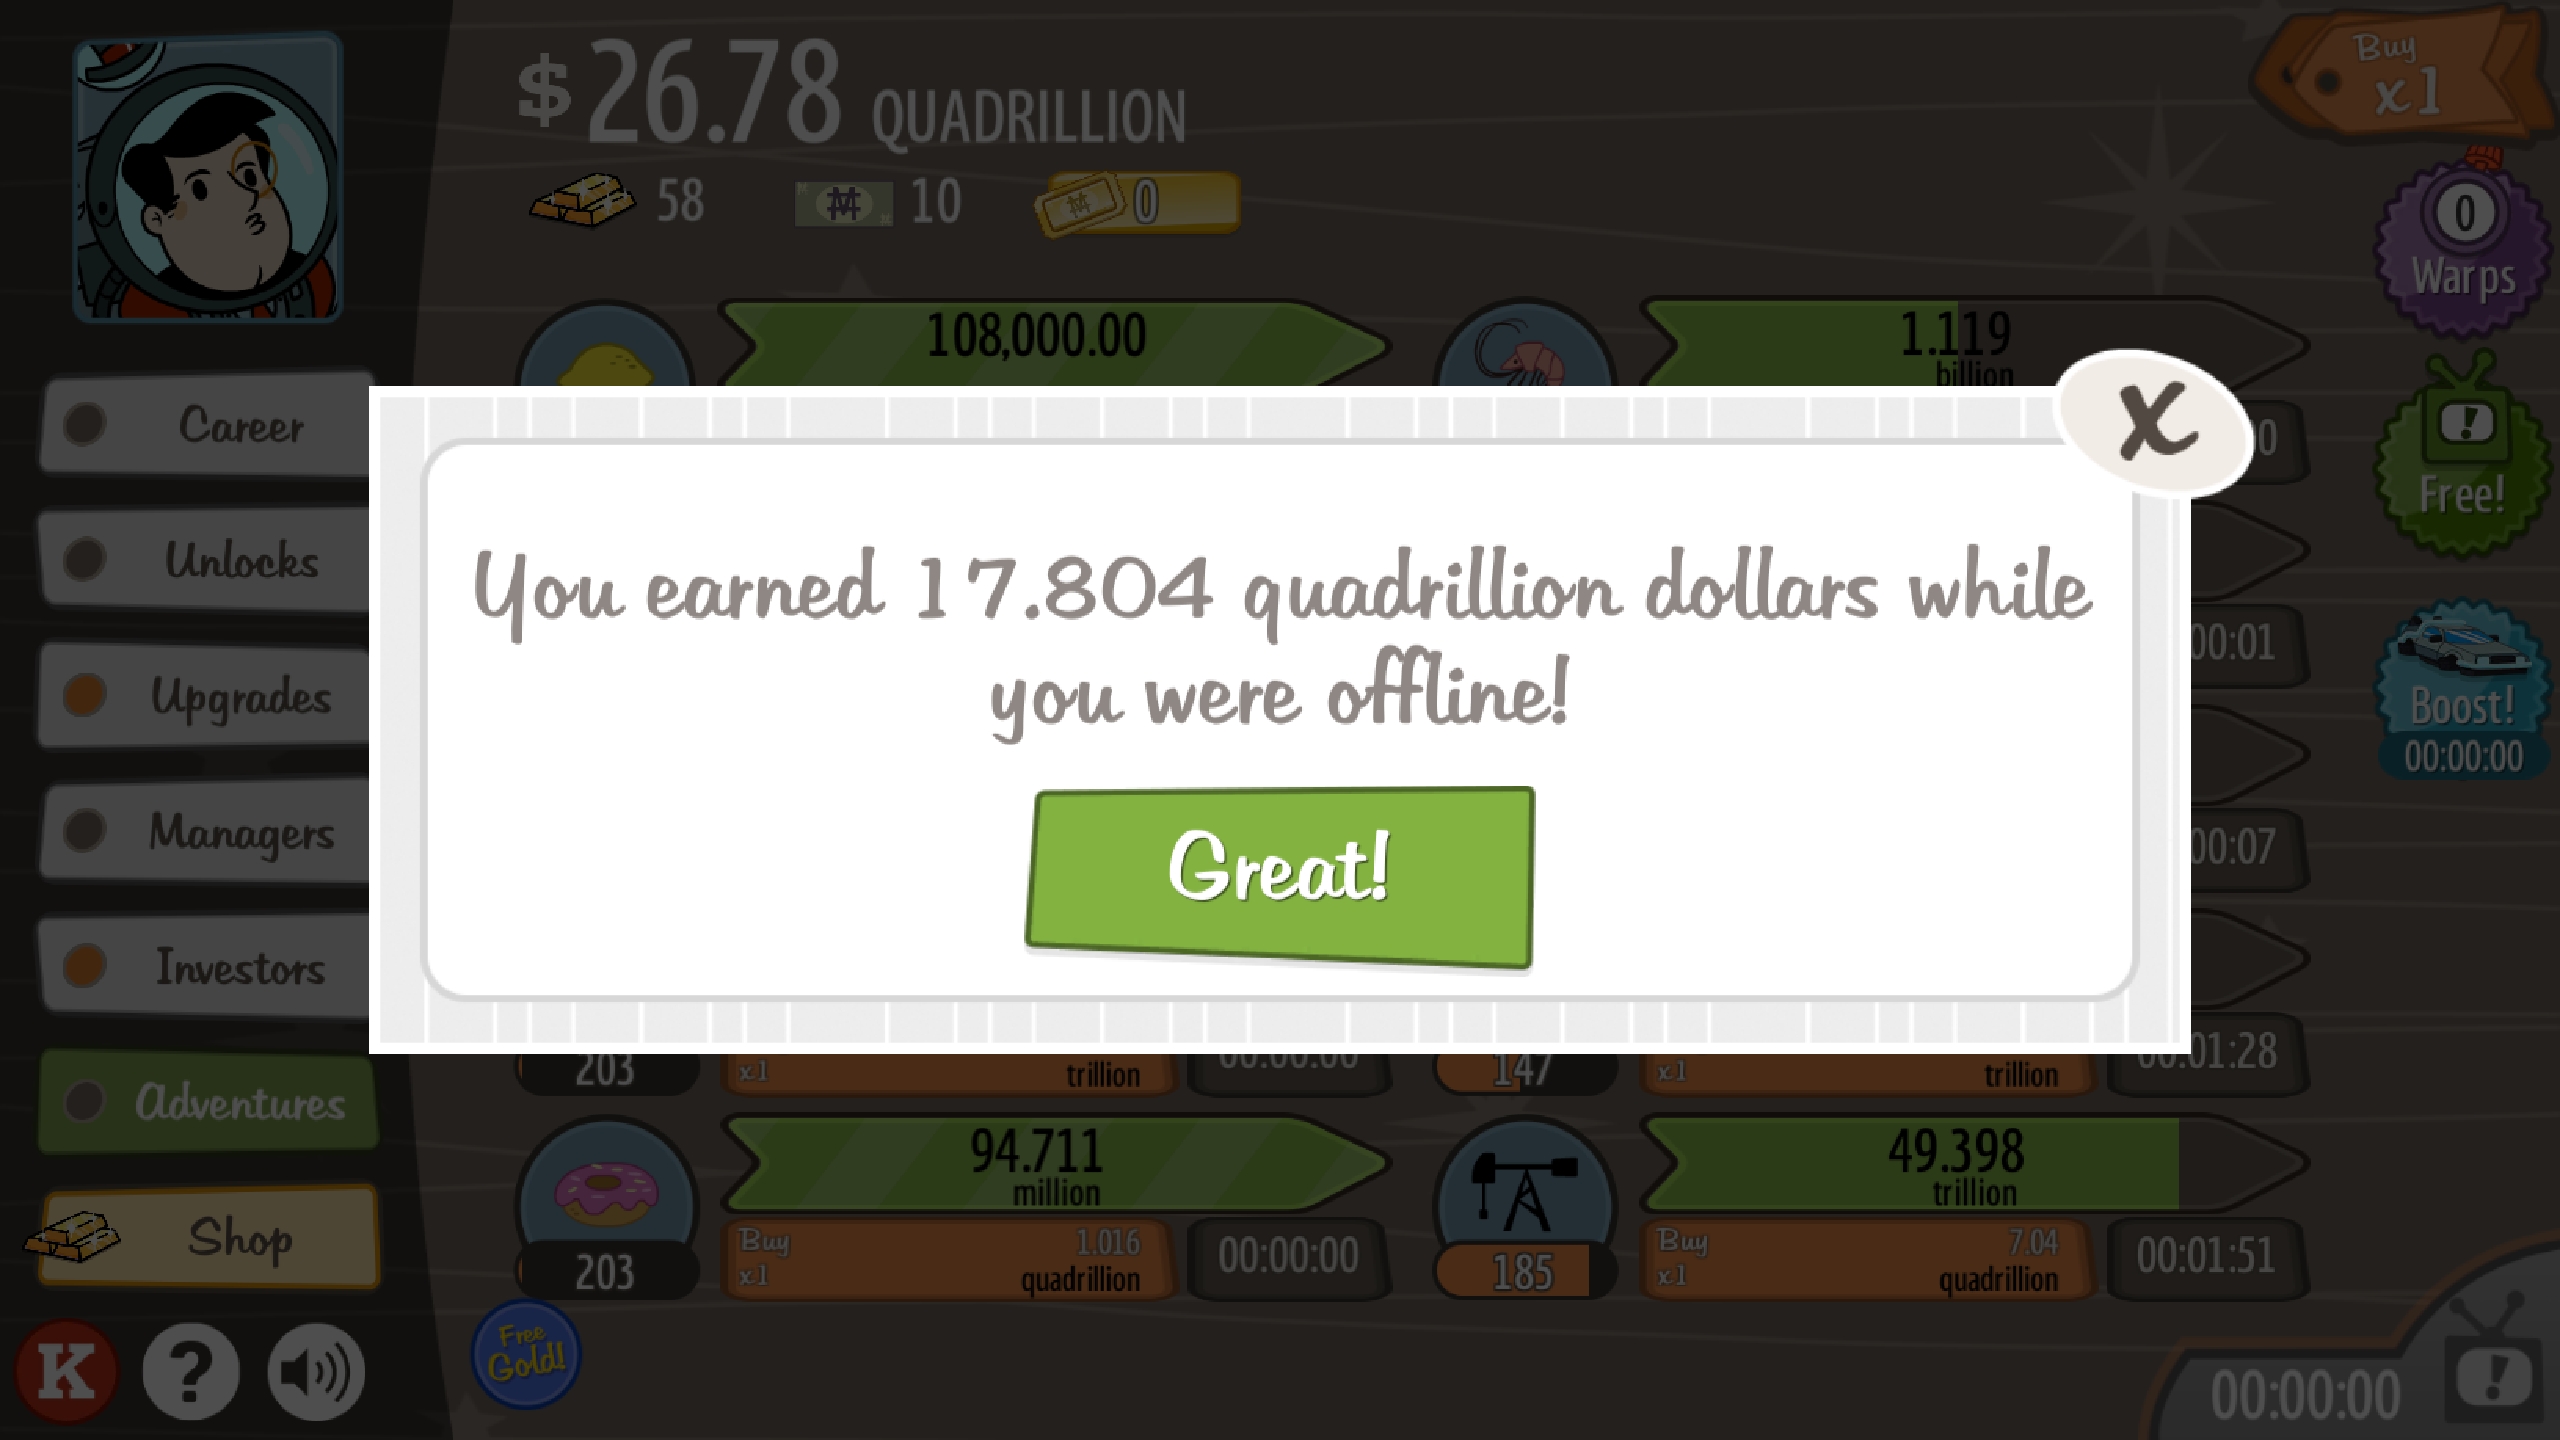 $26.78 QUADRILLION
58
10
0
Buy
x1
0
Warps
Free!
Boost!
00:00:00
Career
Unlocks
Upgrades
Managers
Investors
Adventures
Shop
K
?
108,000.00
1.119
billion
You earned 17.804 quadrillion dollars while
you were offline!
Great!
X
00:01
00:07
203
x1
trillion
00:00:00
147
x1
trillion
00:01:28
94.711
million
203
Buy
x1
1.016
quadrillion
00:00:00
49.398
trillion
185
Buy
x1
7.04
quadrillion
00:01:51
Free
Gold!
00:00:00
!